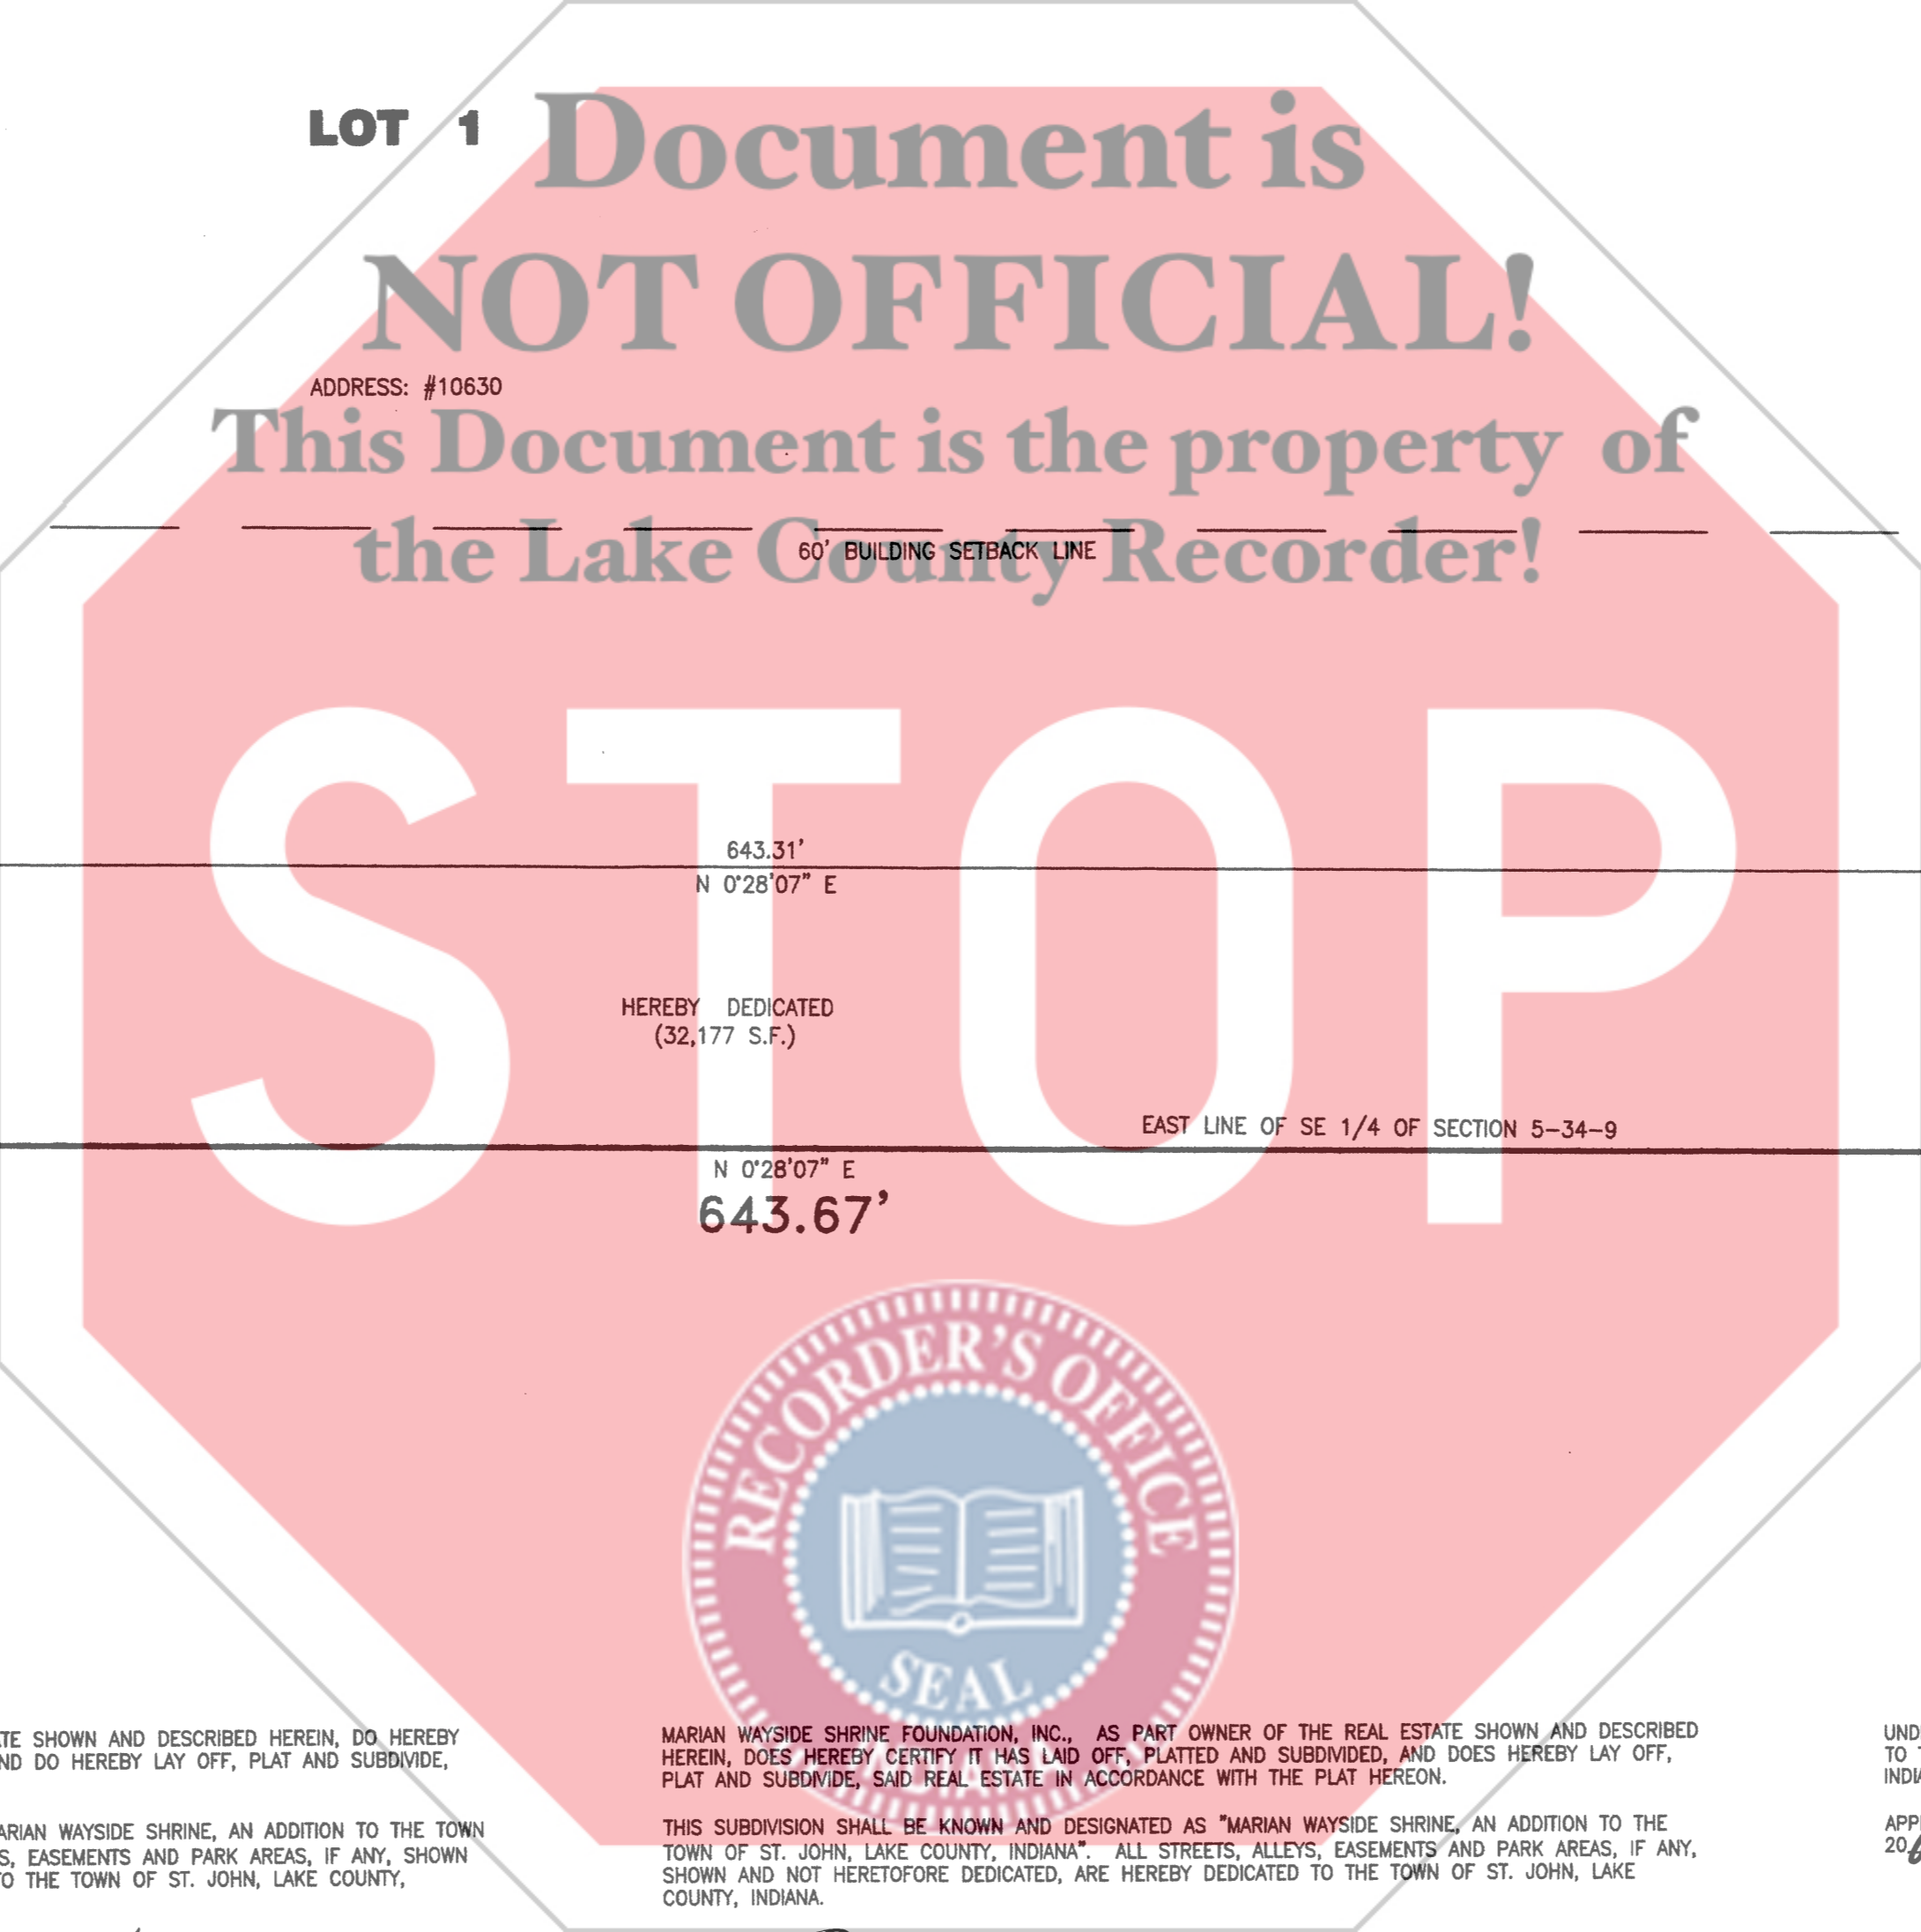 LOT 1
Document is
NOT OFFICIAL!
ADDRESS: #10630
This Document is the property of
the Lake County Recorder!
60' BUILDING SETBACK LINE
STOP
643.31'
N 0°28'07" E
HEREBY DEDICATED
(32,177 S.F.)
EAST LINE OF SE 1/4 OF SECTION 5-34-9
N 0°28'07" E
643.67'
RECORDER'S OFFICE
SEAL
INDIANA
SHOWN AND DESCRIBED HEREIN, DO HEREBY
DO HEREBY LAY OFF, PLAT AND SUBDIVIDE,
WAYSIDE SHRINE, AN ADDITION TO THE TOWN
EASEMENTS AND PARK AREAS, IF ANY, SHOWN
THE TOWN OF ST. JOHN, LAKE COUNTY,
MARIAN WAYSIDE SHRINE FOUNDATION, INC., AS PART OWNER OF THE REAL ESTATE SHOWN AND DESCRIBED
HEREIN, DOES HEREBY CERTIFY IT HAS LAID OFF, PLATTED AND SUBDIVIDED, AND DOES HEREBY LAY OFF,
PLAT AND SUBDIVIDE, SAID REAL ESTATE IN ACCORDANCE WITH THE PLAT HEREON.
THIS SUBDIVISION SHALL BE KNOWN AND DESIGNATED AS "MARIAN WAYSIDE SHRINE, AN ADDITION TO THE
TOWN OF ST. JOHN, LAKE COUNTY, INDIANA". ALL STREETS, ALLEYS, EASEMENTS AND PARK AREAS, IF ANY,
SHOWN AND NOT HERETOFORE DEDICATED, ARE HEREBY DEDICATED TO THE TOWN OF ST. JOHN, LAKE
COUNTY, INDIANA.
TO